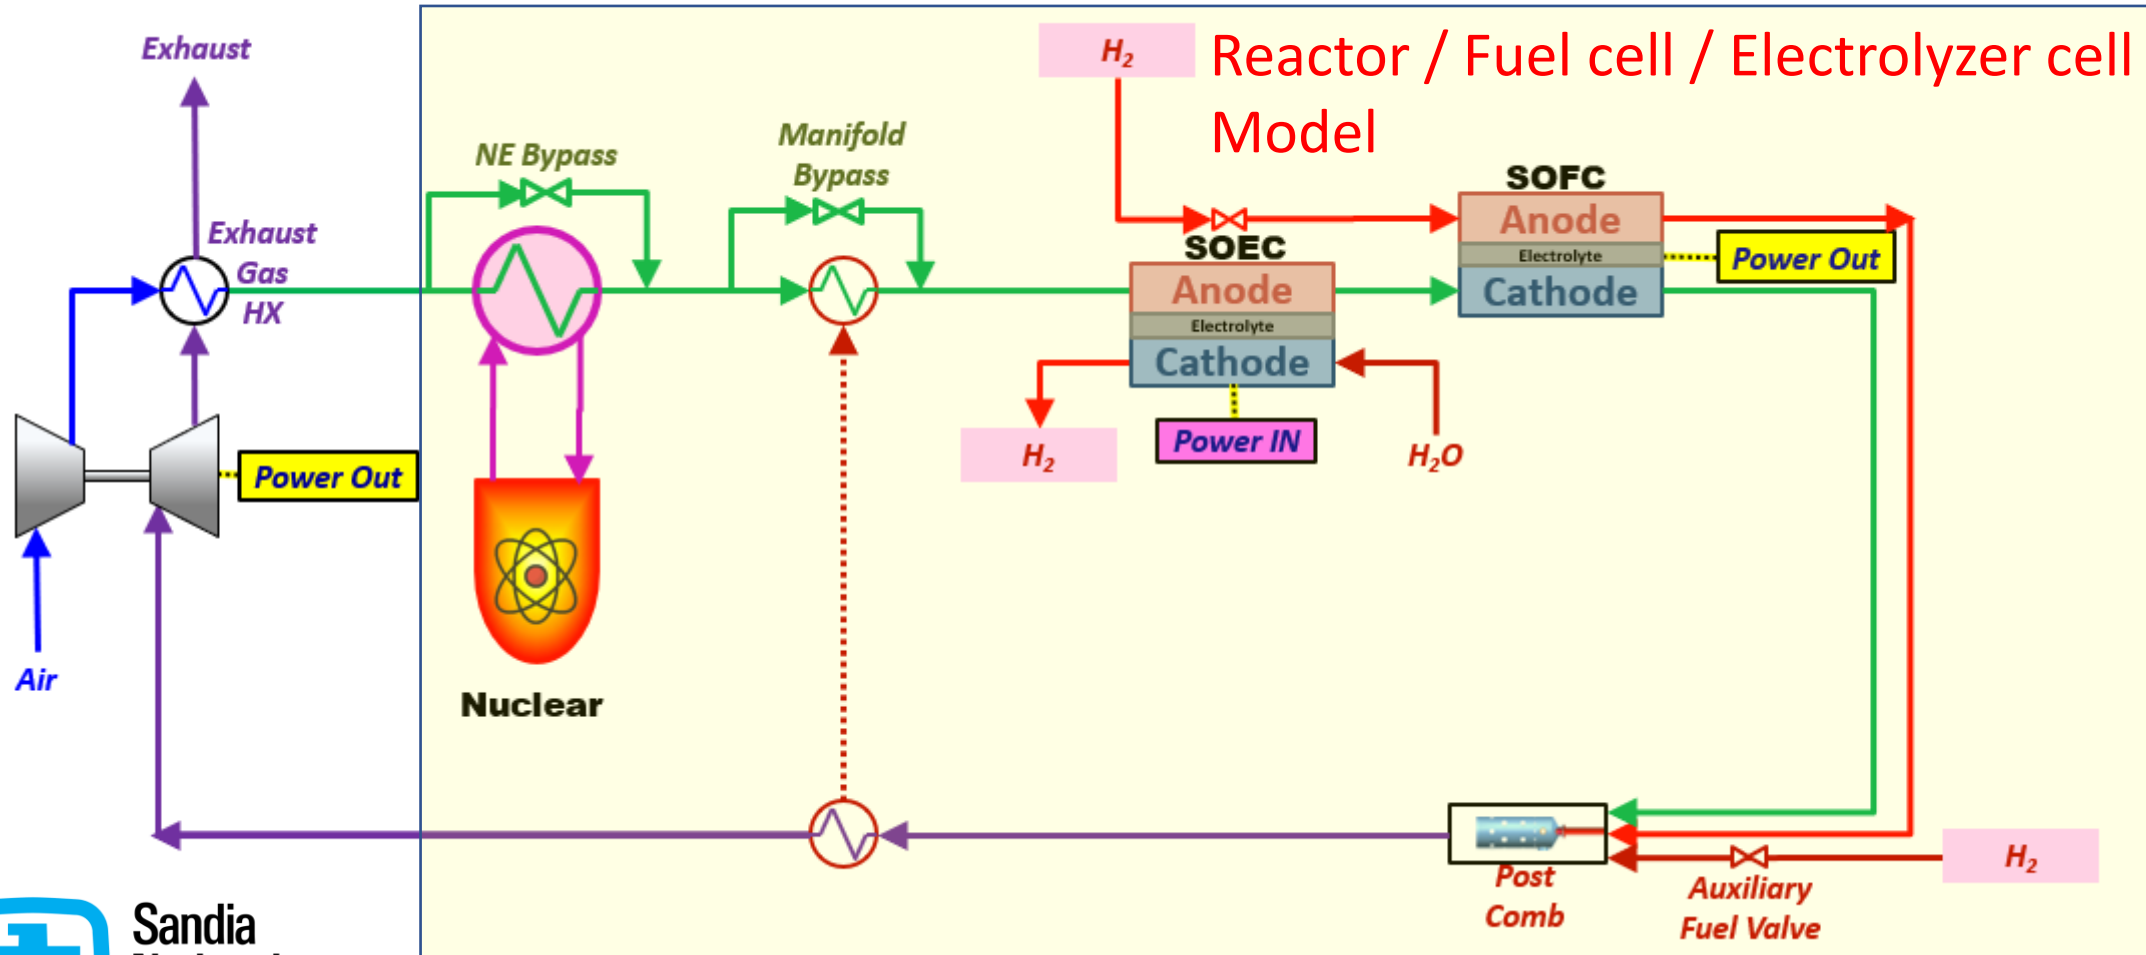 Exhaust
H2
Reactor / Fuel cell / Electrolyzer cell
Model
NE Bypass
Manifold
Bypass
SOFC
Anode
Electrolyte
Cathode
Power Out
Exhaust
Gas
HX
SOEC
Anode
Electrolyte
Cathode
Power IN
H2
H2O
Power Out
Air
Nuclear
Post
Comb
Auxiliary
Fuel Valve
H2
Sandia